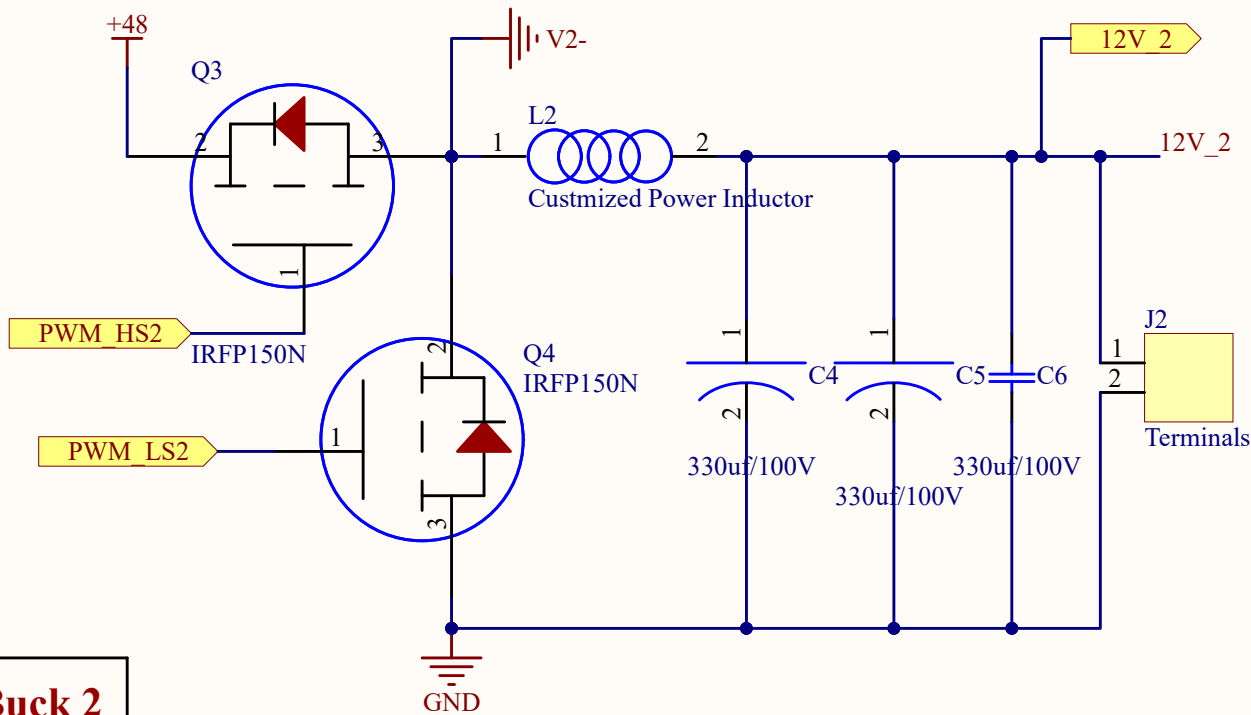 +48
Q3
V2-
12V_2
L2
2
3
1
2
12V_2
Custmized Power Inductor
1
PWM_HS2
IRFP150N
J2
2
Q4
IRFP150N
1
1
1
C4
C5
C6
2
2
2
PWM_LS2
1
Terminals
330uf/100V
330uf/100V
330uf/100V
3
GND
Buck 2